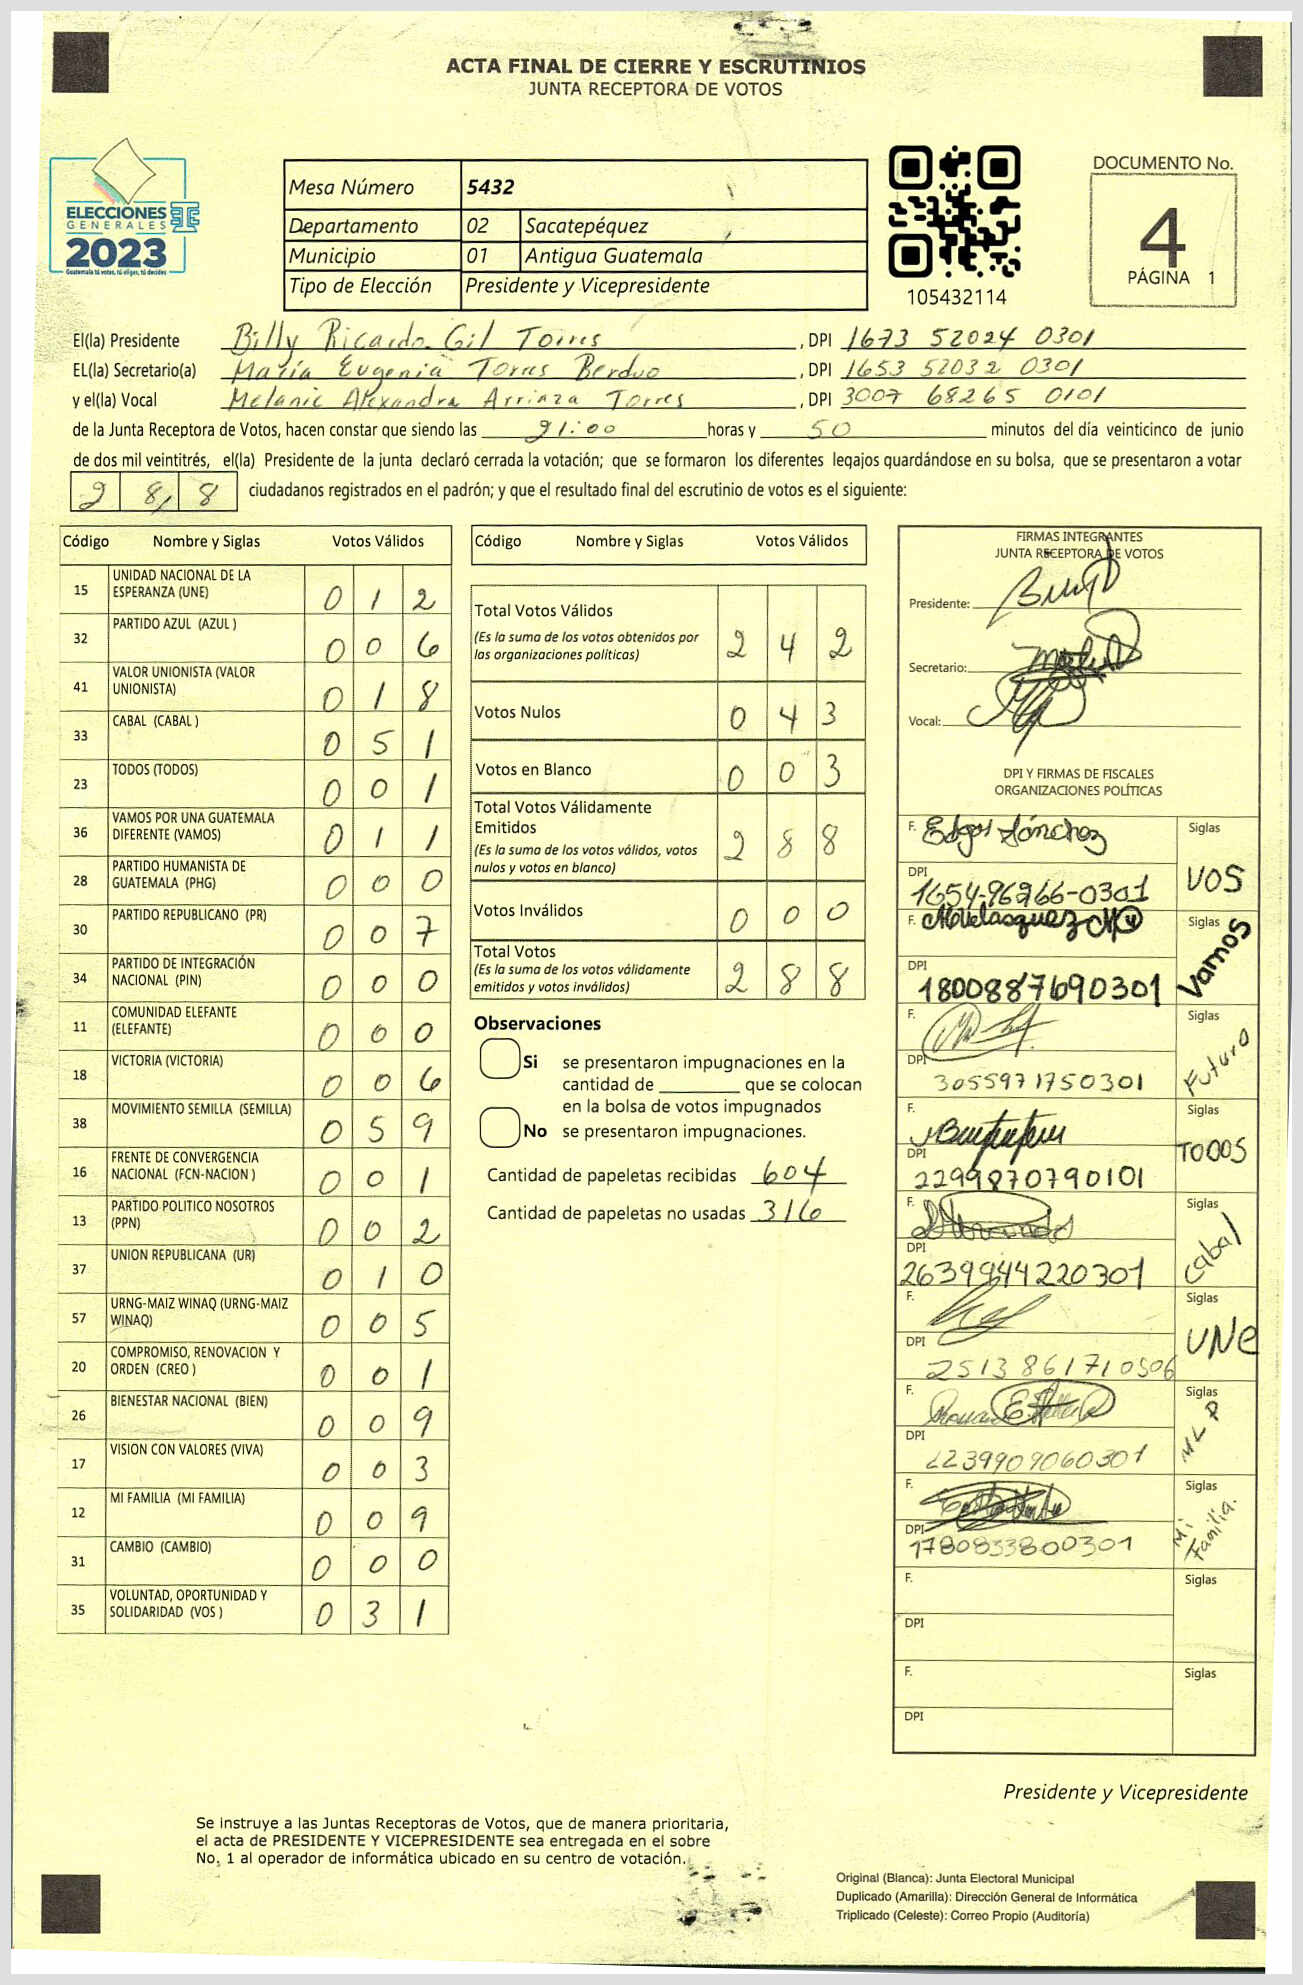 ACTA FINAL DE CIERRE Y ESCRUTINIOS
JUNTA RECEPTORA DE VOTOS
ELECCIONES
GENERALES
2023
Guatemala tú votas, tú eliges, tú decides
Mesa Número 5432
Departamento 02 Sacatepéquez
Municipio 01 Antigua Guatemala
Tipo de Elección Presidente y Vicepresidente
105432114
DOCUMENTO No.
4
PÁGINA 1
El(la) Presidente Billy Ricardo Gil Torres, DPI 1673 52024 0301
EL(la) Secretario(a) María Eugenia Torres Berduo, DPI 1653 52032 0301
y el(la) Vocal Melanie Alexandra Arriaza Torres, DPI 3007 68265 0101
de la Junta Receptora de Votos, hacen constar que siendo las 21:00 horas y 50 minutos del día veinticinco de junio
de dos mil veintitrés, el(la) Presidente de la junta declaró cerrada la votación; que se formaron los diferentes legajos guardándose en su bolsa, que se presentaron a votar
2 8 8 ciudadanos registrados en el padrón; y que el resultado final del escrutinio de votos es el siguiente:
Código Nombre y Siglas Votos Válidos
15 UNIDAD NACIONAL DE LA ESPERANZA (UNE) 0 1 2
32 PARTIDO AZUL (AZUL ) 0 0 6
41 VALOR UNIONISTA (VALOR UNIONISTA) 0 1 8
33 CABAL (CABAL ) 0 5 1
23 TODOS (TODOS) 0 0 1
36 VAMOS POR UNA GUATEMALA DIFERENTE (VAMOS) 0 1 1
28 PARTIDO HUMANISTA DE GUATEMALA (PHG) 0 0 0
30 PARTIDO REPUBLICANO (PR) 0 0 7
34 PARTIDO DE INTEGRACIÓN NACIONAL (PIN) 0 0 0
11 COMUNIDAD ELEFANTE (ELEFANTE) 0 0 0
18 VICTORIA (VICTORIA) 0 0 6
38 MOVIMIENTO SEMILLA (SEMILLA) 0 5 9
16 FRENTE DE CONVERGENCIA NACIONAL (FCN-NACION ) 0 0 1
13 PARTIDO POLITICO NOSOTROS (PPN) 0 0 2
37 UNION REPUBLICANA (UR) 0 1 0
57 URNG-MAIZ WINAQ (URNG-MAIZ WINAQ) 0 0 5
20 COMPROMISO, RENOVACION Y ORDEN (CREO ) 0 0 1
26 BIENESTAR NACIONAL (BIEN) 0 0 9
17 VISION CON VALORES (VIVA) 0 0 3
12 MI FAMILIA (MI FAMILIA) 0 0 9
31 CAMBIO (CAMBIO) 0 0 0
35 VOLUNTAD, OPORTUNIDAD Y SOLIDARIDAD (VOS ) 0 3 1
Código Nombre y Siglas Votos Válidos
Total Votos Válidos 2 4 2
(Es la suma de los votos obtenidos por
las organizaciones políticas)
Votos Nulos 0 4 3
Votos en Blanco 0 0 3
Total Votos Válidamente
Emitidos 2 8 8
(Es la suma de los votos válidos, votos
nulos y votos en blanco)
Votos Inválidos 0 0 0
Total Votos 2 8 8
(Es la suma de los votos válidamente
emitidos y votos inválidos)
Observaciones
Si se presentaron impugnaciones en la
cantidad de ________ que se colocan
en la bolsa de votos impugnados
No se presentaron impugnaciones.
Cantidad de papeletas recibidas 604
Cantidad de papeletas no usadas 316
FIRMAS INTEGRANTES
JUNTA RECEPTORA DE VOTOS
Presidente:
Secretario:
Vocal:
DPI Y FIRMAS DE FISCALES
ORGANIZACIONES POLÍTICAS
F. Edgar Sánchez Siglas VOS
DPI 1654-96266-0301
F. Siglas Vamos
DPI 1800887690301
F. Siglas Futuro
DPI 3055971750301
F. Siglas TODOS
DPI 2299870790101
F. Siglas Cabal
DPI 2639944220301
F. Siglas UNE
DPI 2513861710506
F. Siglas MLP
DPI 2239909060301
F. Siglas Mi Familia.
DPI 1780833800301
F. Siglas
DPI
F. Siglas
DPI
Presidente y Vicepresidente
Se instruye a las Juntas Receptoras de Votos, que de manera prioritaria,
el acta de PRESIDENTE Y VICEPRESIDENTE sea entregada en el sobre
No. 1 al operador de informática ubicado en su centro de votación.
Original (Blanca): Junta Electoral Municipal
Duplicado (Amarilla): Dirección General de Informática
Triplicado (Celeste): Correo Propio (Auditoría)